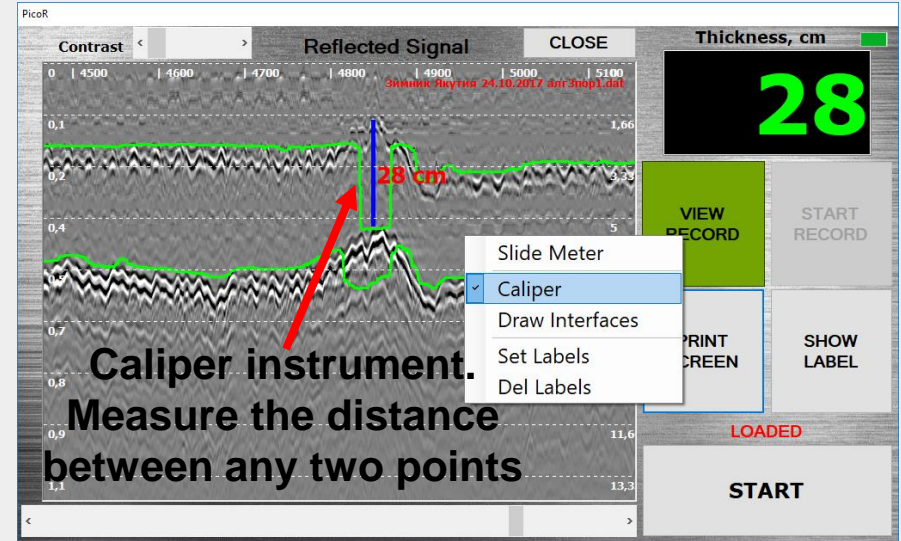 PicoR
Contrast
Reflected Signal
CLOSE
Thickness, cm
0 | 4500 | 4600 | 4700 | 4800 | 4900 | 5000 | 5100
Зимник Якутия 24.10.2017 алг3пор1.dat
28
0,1 1,66
0,2 3,33
28 cm
0,4 5
VIEW
RECORD
START
RECORD
Slide Meter
Caliper
Draw Interfaces
Set Labels
Del Labels
PRINT
SCREEN
SHOW
LABEL
0,7
0,8
0,9 11,6
1,1 13,3
Caliper instrument.
Measure the distance
between any two points
LOADED
START